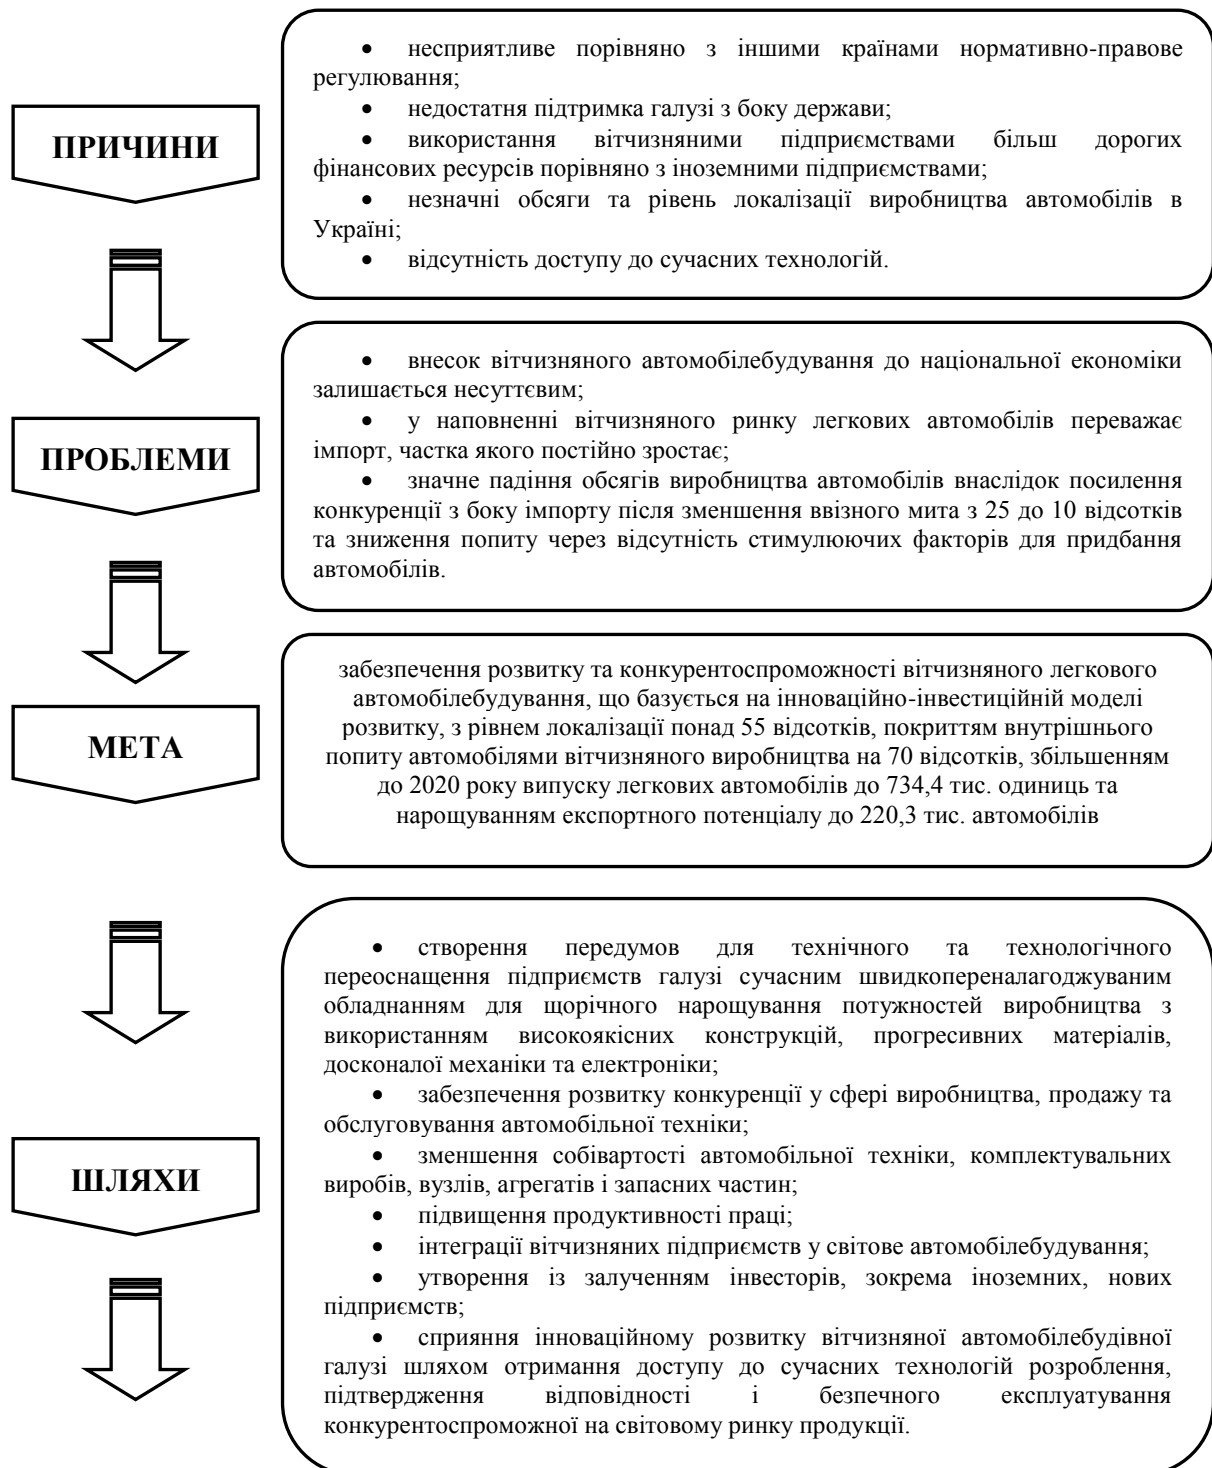 ПРИЧИНИ
• несприятливе порівняно з іншими країнами нормативно-правове
регулювання;
• недостатня підтримка галузі з боку держави;
• використання вітчизняними підприємствами більш дорогих
фінансових ресурсів порівняно з іноземними підприємствами;
• незначні обсяги та рівень локалізації виробництва автомобілів в
Україні;
• відсутність доступу до сучасних технологій.
ПРОБЛЕМИ
• внесок вітчизняного автомобілебудування до національної економіки
залишається несуттєвим;
• у наповненні вітчизняного ринку легкових автомобілів переважає
імпорт, частка якого постійно зростає;
• значне падіння обсягів виробництва автомобілів внаслідок посилення
конкуренції з боку імпорту після зменшення ввізного мита з 25 до 10 відсотків
та зниження попиту через відсутність стимулюючих факторів для придбання
автомобілів.
МЕТА
забезпечення розвитку та конкурентоспроможності вітчизняного легкового
автомобілебудування, що базується на інноваційно-інвестиційній моделі
розвитку, з рівнем локалізації понад 55 відсотків, покриттям внутрішнього
попиту автомобілями вітчизняного виробництва на 70 відсотків, збільшенням
до 2020 року випуску легкових автомобілів до 734,4 тис. одиниць та
нарощуванням експортного потенціалу до 220,3 тис. автомобілів
ШЛЯХИ
• створення передумов для технічного та технологічного
переоснащення підприємств галузі сучасним швидкопереналагоджуваним
обладнанням для щорічного нарощування потужностей виробництва з
використанням високоякісних конструкцій, прогресивних матеріалів,
досконалої механіки та електроніки;
• забезпечення розвитку конкуренції у сфері виробництва, продажу та
обслуговування автомобільної техніки;
• зменшення собівартості автомобільної техніки, комплектувальних
виробів, вузлів, агрегатів і запасних частин;
• підвищення продуктивності праці;
• інтеграції вітчизняних підприємств у світове автомобілебудування;
• утворення із залученням інвесторів, зокрема іноземних, нових
підприємств;
• сприяння інноваційному розвитку вітчизняної автомобілебудівної
галузі шляхом отримання доступу до сучасних технологій розроблення,
підтвердження відповідності і безпечного експлуатування
конкурентоспроможної на світовому ринку продукції.